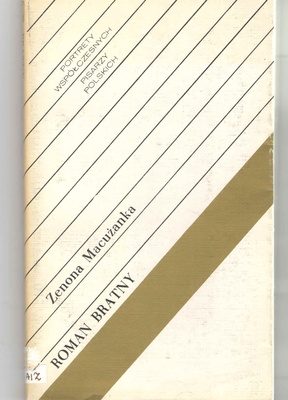 PORTRETY
WSPÓŁCZESNYCH
PISARZY
POLSKICH
Zenona Macużanka
ROMAN BRATNY